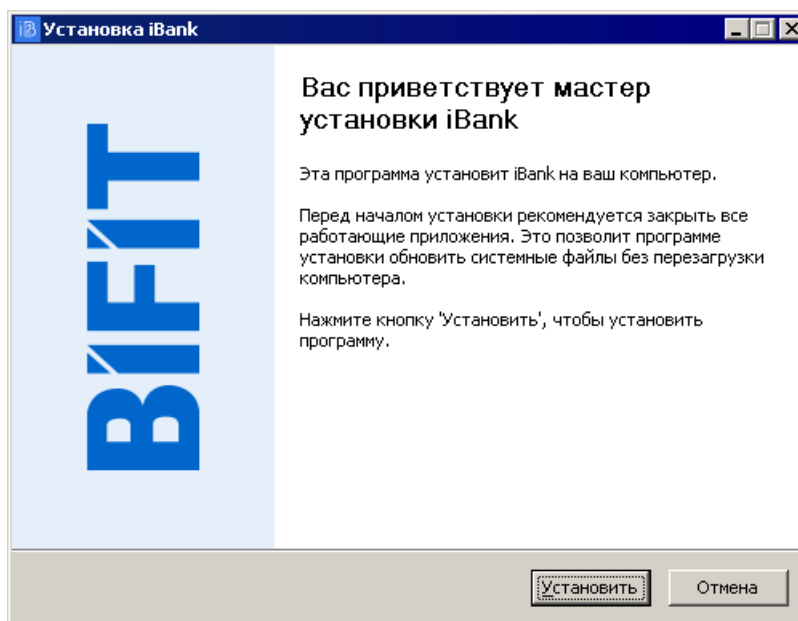 Установка iBank
BIFIT
Вас приветствует мастер
установки iBank
Эта программа установит iBank на ваш компьютер.
Перед началом установки рекомендуется закрыть все
работающие приложения. Это позволит программе
установки обновить системные файлы без перезагрузки
компьютера.
Нажмите кнопку 'Установить', чтобы установить
программу.
Установить
Отмена